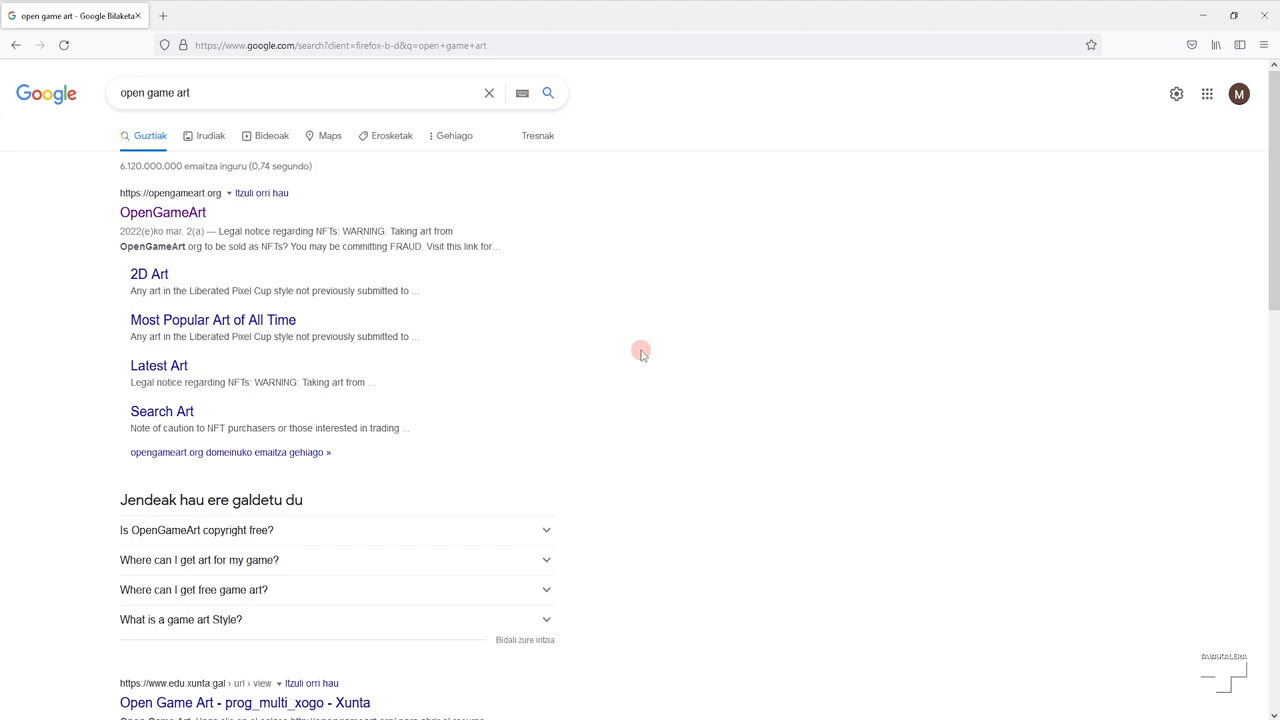 open game art - Google Bilaketa
https://www.google.com/search?client=firefox-b-d&q=open+game+art
Google
open game art
M
Guztiak
Irudiak
Bideoak
Maps
Erosketak
Gehiago
Tresnak
6.120.000.000 emaitza inguru (0,74 segundo)
https://opengameart.org
Itzuli orri hau
OpenGameArt
2022(e)ko mar. 2(a) — Legal notice regarding NFTs: WARNING: Taking art from
OpenGameArt.org to be sold as NFTs? You may be committing FRAUD. Visit this link for...
2D Art
Any art in the Liberated Pixel Cup style not previously submitted to ...
Most Popular Art of All Time
Any art in the Liberated Pixel Cup style not previously submitted to ...
Latest Art
Legal notice regarding NFTs: WARNING: Taking art from ...
Search Art
Note of caution to NFT purchasers or those interested in trading ...
opengameart.org domeinuko emaitza gehiago »
Jendeak hau ere galdetu du
Is OpenGameArt copyright free?
Where can I get art for my game?
Where can I get free game art?
What is a game art Style?
Bidali zure iritzia
TABAKALERA
https://www.edu.xunta.gal › url › view
Itzuli orri hau
Open Game Art - prog_multi_xogo - Xunta